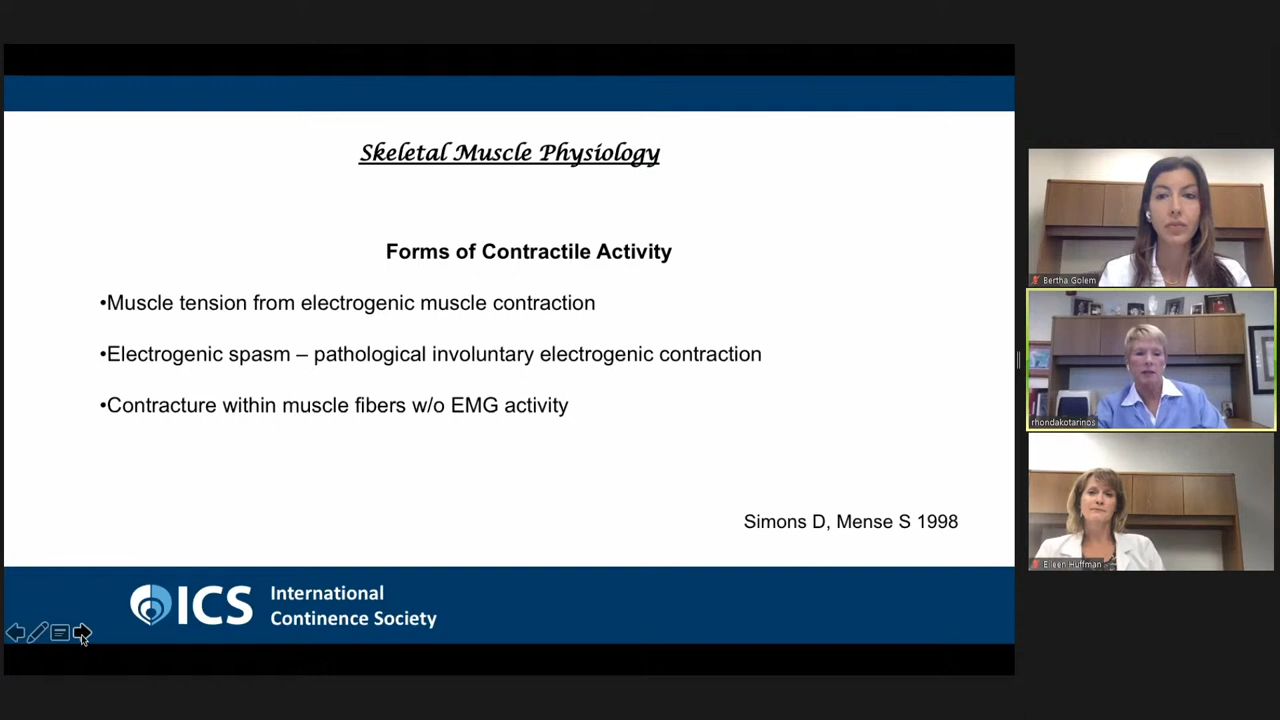 Skeletal Muscle Physiology
Forms of Contractile Activity
•Muscle tension from electrogenic muscle contraction
•Electrogenic spasm – pathological involuntary electrogenic contraction
•Contracture within muscle fibers w/o EMG activity
Simons D, Mense S 1998
ICS
International
Continence Society
Bertha Golem
rhondakotarinos
Eileen Huffman